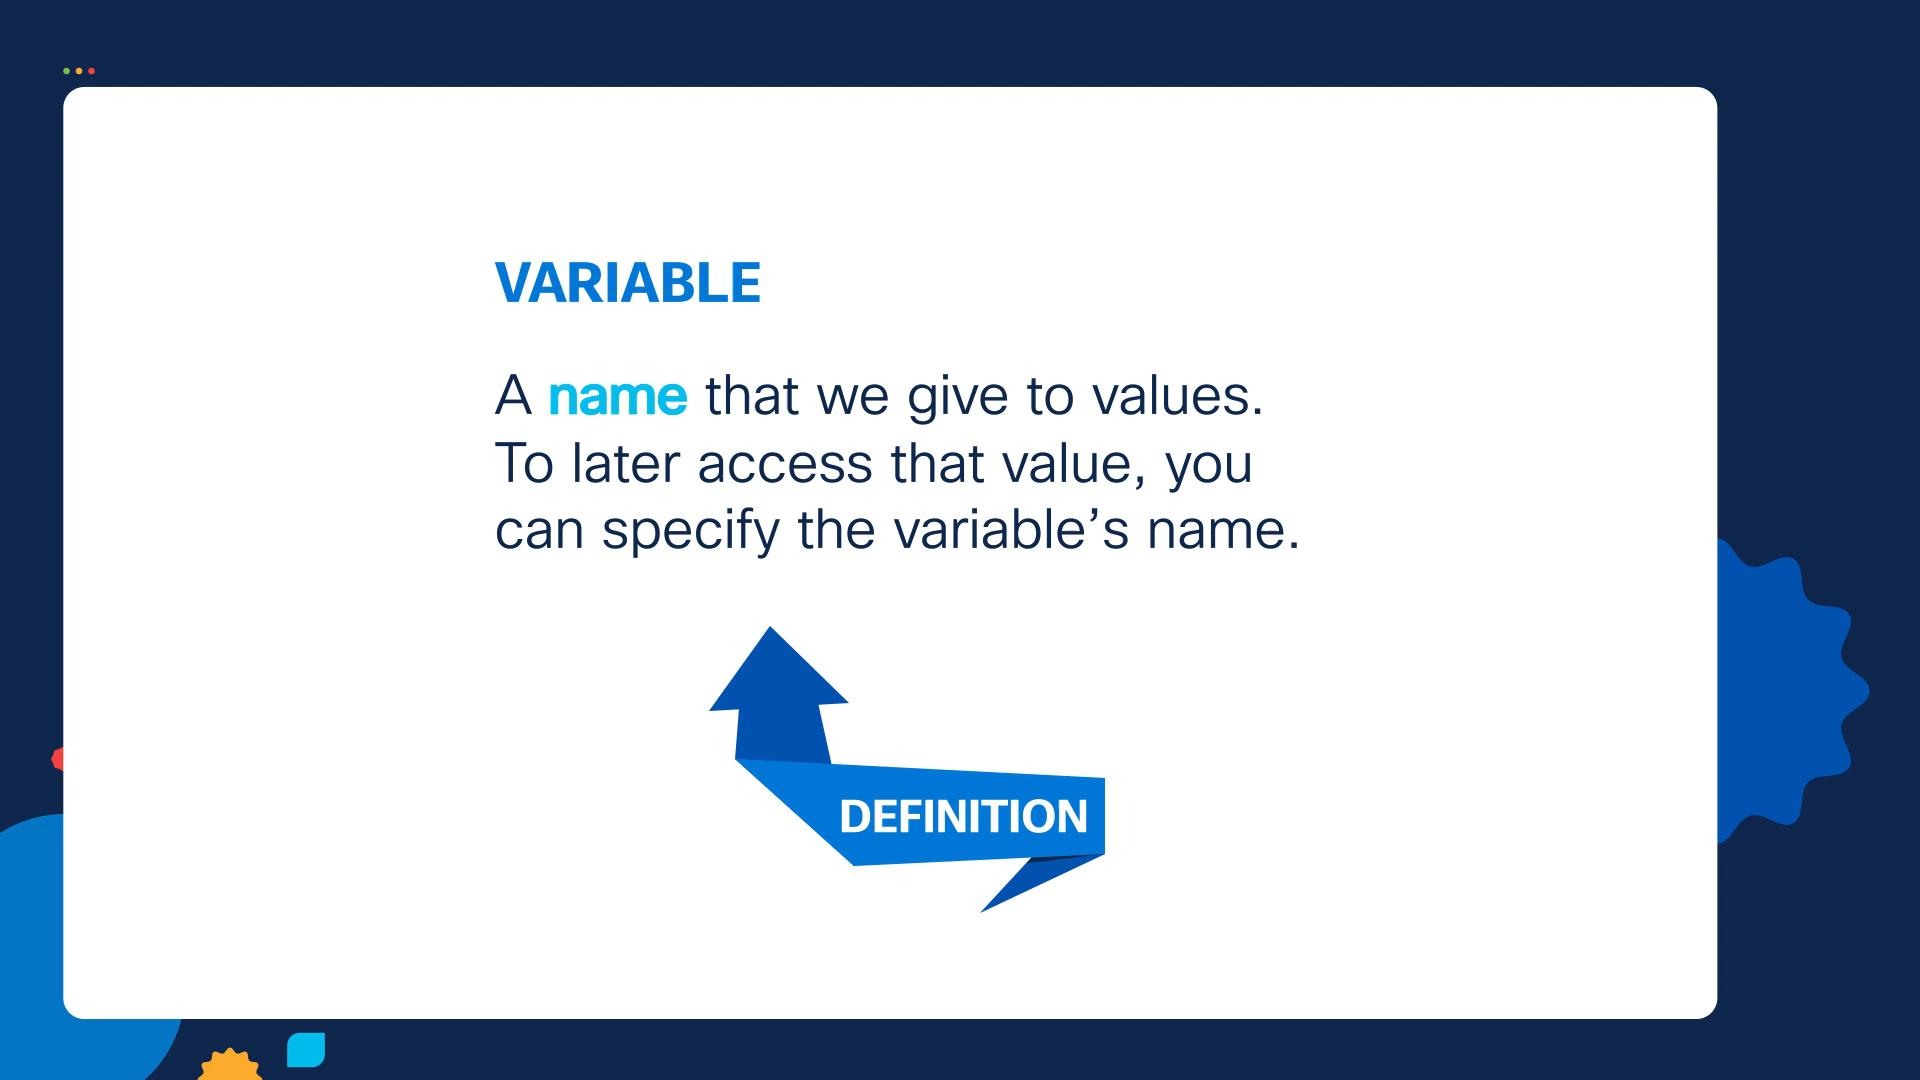 VARIABLE
A name that we give to values.
To later access that value, you
can specify the variable’s name.
DEFINITION